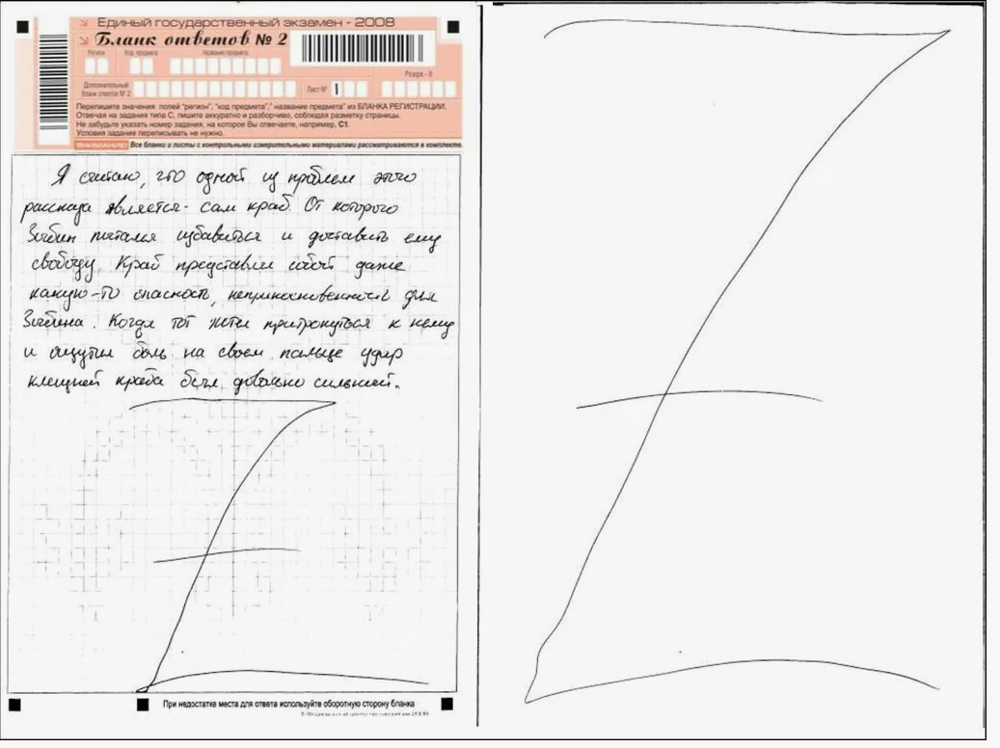 Единый государственный экзамен - 2008
Бланк ответов № 2
Регион
Код предмета
Название предмета
Резерв - 8
Дополнительный
бланк ответов № 2
Лист № 1
Перепишите значения полей "регион", "код предмета", "название предмета" из БЛАНКА РЕГИСТРАЦИИ.
Отвечая на задания типа С, пишите аккуратно и разборчиво, соблюдая разметку страницы.
Не забудьте указать номер задания, на которое Вы отвечаете, например, С1.
Условия задания переписывать не нужно.
ВНИМАНИЕ! Все бланки и листы с контрольными измерительными материалами рассматриваются в комплекте.
Я считаю, что одной из проблем этого
рассказа является - сам краб. От которого
Зыбин пытался избавиться и доставить ему
свободу. Краб представлял собой даже
какую-то опасность, неприкосновенность для
Зыбина. Когда тот хотел притронуться к нему
и ощутил боль на своем пальце удар
клешней краба был довольно сильный.
При недостатке места для ответа используйте оборотную сторону бланка